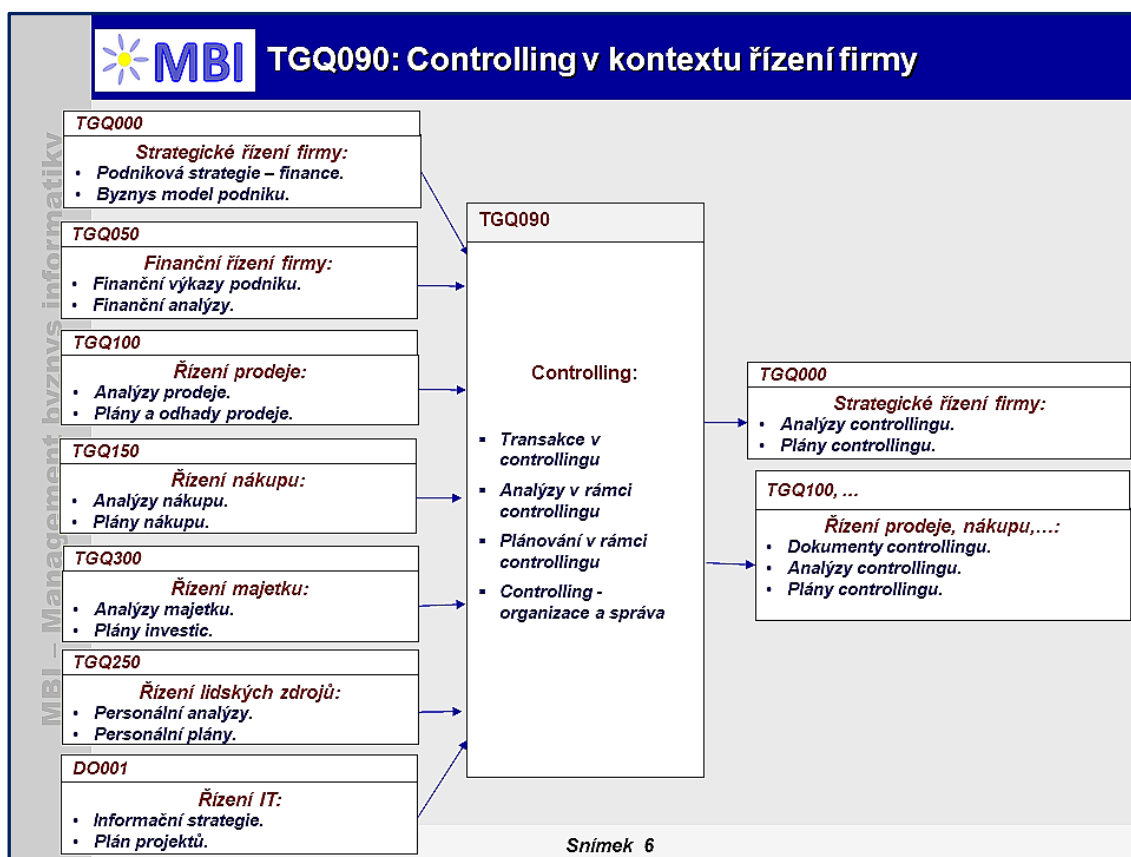 MBI
TGQ090: Controlling v kontextu řízení firmy
MBI – Management byznys informatiky
TGQ000
Strategické řízení firmy:
• Podniková strategie – finance.
• Byznys model podniku.
TGQ050
Finanční řízení firmy:
• Finanční výkazy podniku.
• Finanční analýzy.
TGQ100
Řízení prodeje:
• Analýzy prodeje.
• Plány a odhady prodeje.
TGQ150
Řízení nákupu:
• Analýzy nákupu.
• Plány nákupu.
TGQ300
Řízení majetku:
• Analýzy majetku.
• Plány investic.
TGQ250
Řízení lidských zdrojů:
• Personální analýzy.
• Personální plány.
DO001
Řízení IT:
• Informační strategie.
• Plán projektů.
TGQ090
Controlling:
▪ Transakce v
controllingu
▪ Analýzy v rámci
controllingu
▪ Plánování v rámci
controllingu
▪ Controlling -
organizace a správa
TGQ000
Strategické řízení firmy:
• Analýzy controllingu.
• Plány controllingu.
TGQ100, ...
Řízení prodeje, nákupu,...:
• Dokumenty controllingu.
• Analýzy controllingu.
• Plány controllingu.
Snímek 6